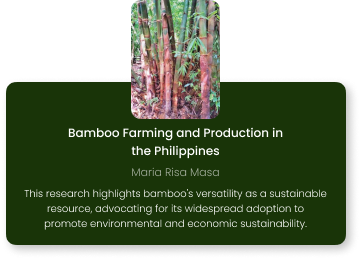 Bamboo Farming and Production in
the Philippines
Maria Risa Masa
This research highlights bamboo's versatility as a sustainable
resource, advocating for its widespread adoption to
promote environmental and economic sustainability.